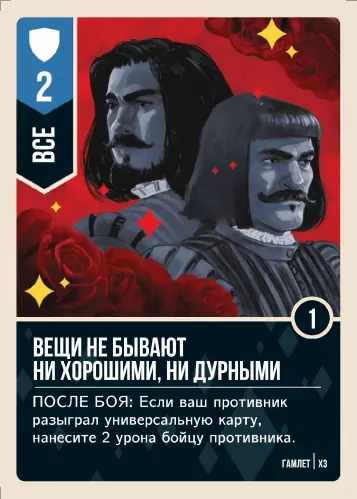 2
ВСЕ
1
ВЕЩИ НЕ БЫВАЮТ
НИ ХОРОШИМИ, НИ ДУРНЫМИ
ПОСЛЕ БОЯ: Если ваш противник
разыграл универсальную карту,
нанесите 2 урона бойцу противника.
ГАМЛЕТ | X3